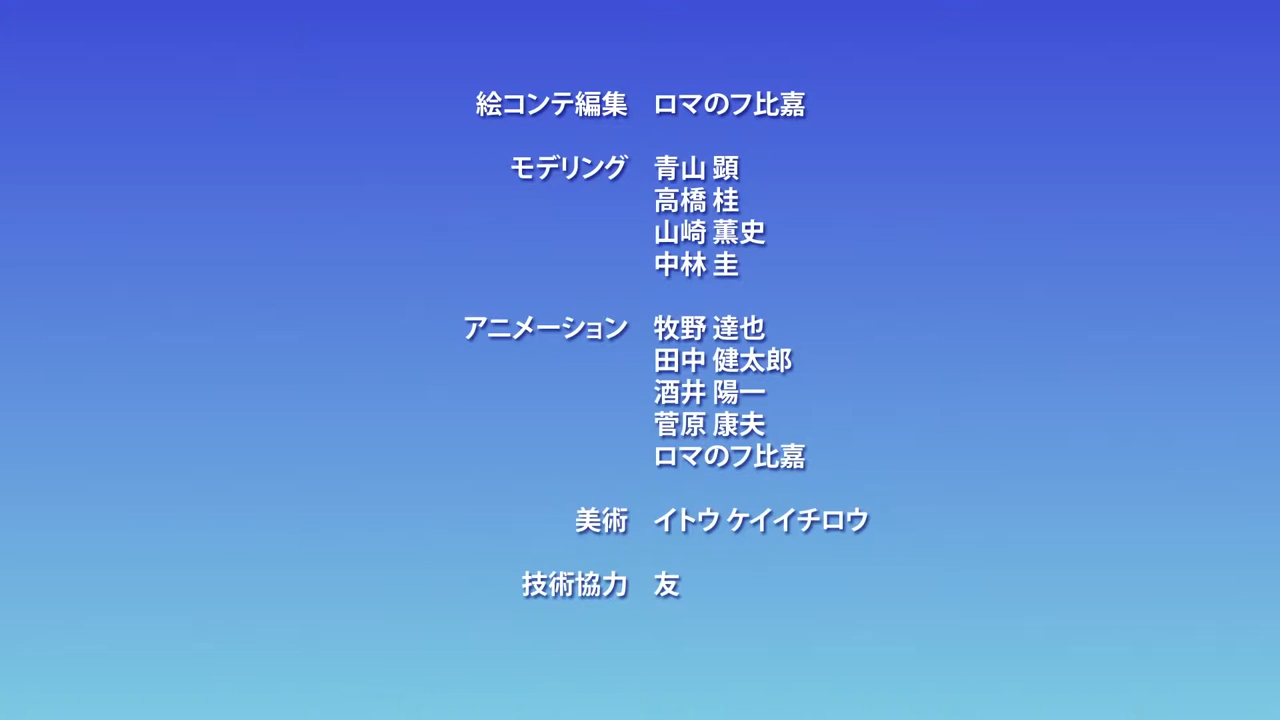 絵コンテ編集 ロマのフ比嘉
モデリング 青山 顕
高橋 桂
山崎 薫史
中林 圭
アニメーション 牧野 達也
田中 健太郎
酒井 陽一
菅原 康夫
ロマのフ比嘉
美術 イトウ ケイイチロウ
技術協力 友